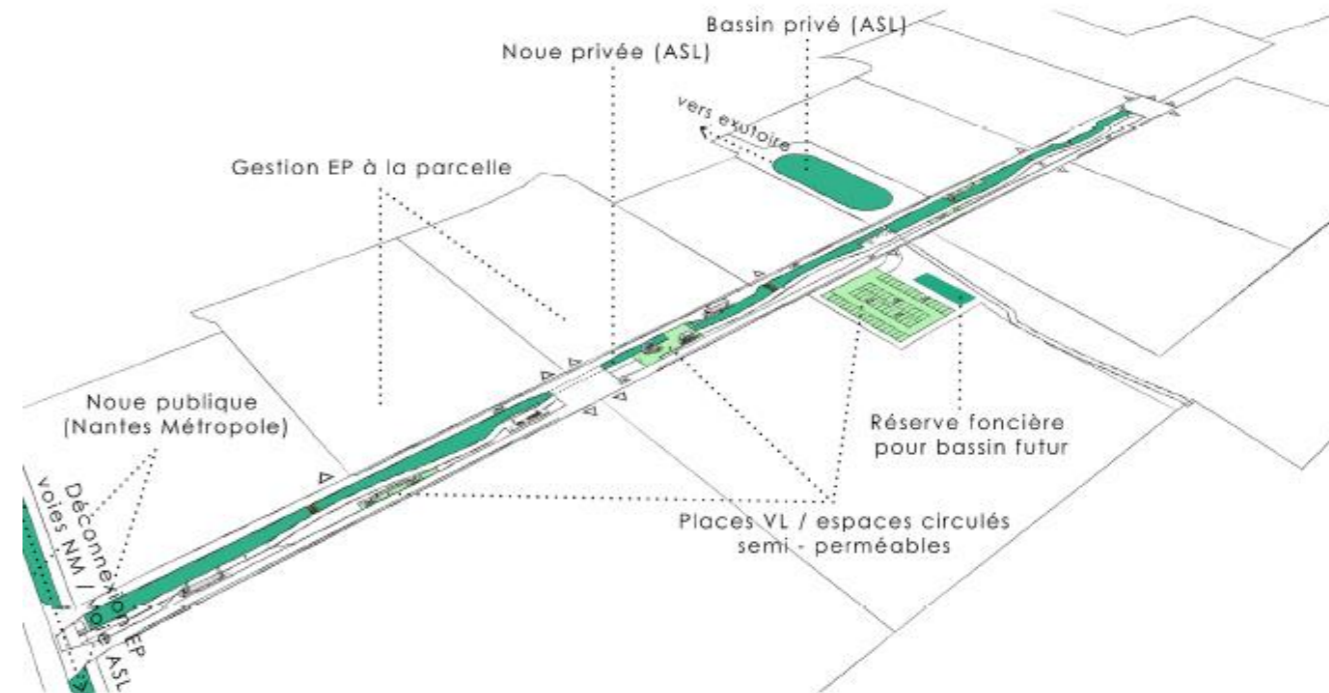 Bassin privé (ASL)
Noue privée (ASL)
vers exutoire
Gestion EP à la parcelle
Noue publique
(Nantes Métropole)
Déconnexion EP
voies NM / Voie ASL
Réserve foncière
pour bassin futur
Places VL / espaces circulés
semi - perméables